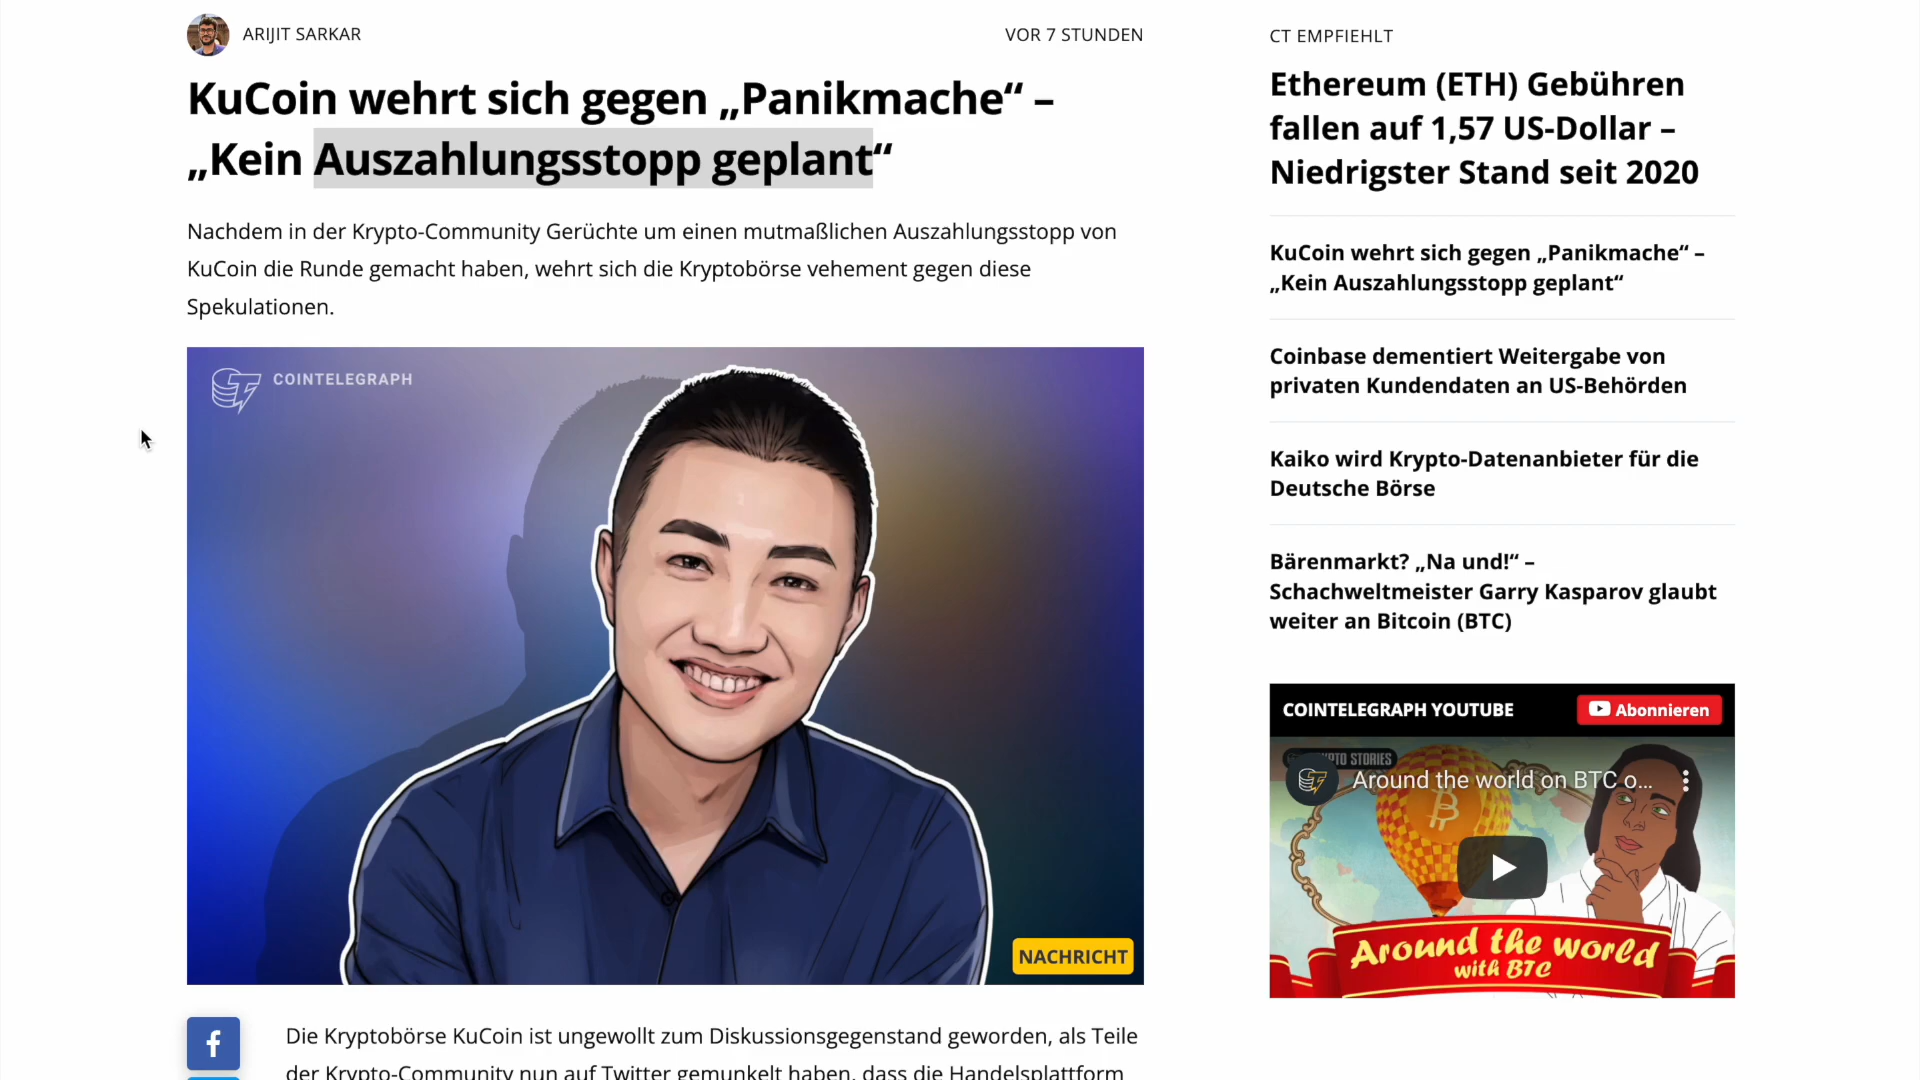 ARIJIT SARKAR
VOR 7 STUNDEN
KuCoin wehrt sich gegen „Panikmache“ –
„Kein Auszahlungsstopp geplant“
Nachdem in der Krypto-Community Gerüchte um einen mutmaßlichen Auszahlungsstopp von
KuCoin die Runde gemacht haben, wehrt sich die Kryptobörse vehement gegen diese
Spekulationen.
COINTELEGRAPH
NACHRICHT
Die Kryptobörse KuCoin ist ungewollt zum Diskussionsgegenstand geworden, als Teile
der Krypto-Community nun auf Twitter gemunkelt haben, dass die Handelsplattform
CT EMPFIEHLT
Ethereum (ETH) Gebühren
fallen auf 1,57 US-Dollar –
Niedrigster Stand seit 2020
KuCoin wehrt sich gegen „Panikmache“ –
„Kein Auszahlungsstopp geplant“
Coinbase dementiert Weitergabe von
privaten Kundendaten an US-Behörden
Kaiko wird Krypto-Datenanbieter für die
Deutsche Börse
Bärenmarkt? „Na und!“ –
Schachweltmeister Garry Kasparov glaubt
weiter an Bitcoin (BTC)
COINTELEGRAPH YOUTUBE
Abonnieren
STORIES
Around the world on BTC o...
Around the world
with BTC